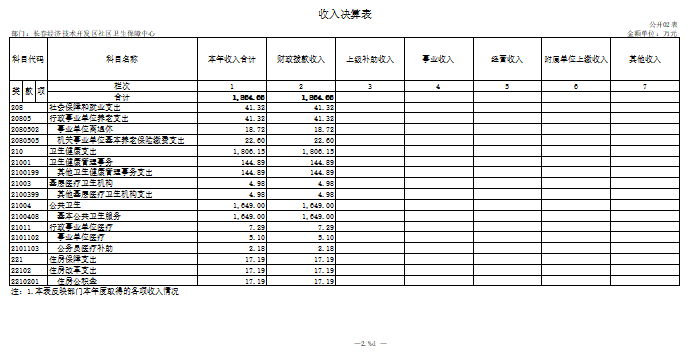 收入决算表
公开02表
部门：长春经济技术开发区社区卫生保障中心 金额单位：万元
科目代码 科目名称 本年收入合计 财政拨款收入 上级补助收入 事业收入 经营收入 附属单位上缴收入 其他收入
类 款 项 栏次 1 2 3 4 5 6 7
合计 1,864.66 1,864.66
208 社会保障和就业支出 41.32 41.32
20805 行政事业单位养老支出 41.32 41.32
2080502 事业单位离退休 18.72 18.72
2080505 机关事业单位基本养老保险缴费支出 22.60 22.60
210 卫生健康支出 1,806.15 1,806.15
21001 卫生健康管理事务 144.89 144.89
2100199 其他卫生健康管理事务支出 144.89 144.89
21003 基层医疗卫生机构 4.98 4.98
2100399 其他基层医疗卫生机构支出 4.98 4.98
21004 公共卫生 1,649.00 1,649.00
2100408 基本公共卫生服务 1,649.00 1,649.00
21011 行政事业单位医疗 7.29 7.29
2101102 事业单位医疗 5.10 5.10
2101103 公务员医疗补助 2.18 2.18
221 住房保障支出 17.19 17.19
22102 住房改革支出 17.19 17.19
2210201 住房公积金 17.19 17.19
注：1.本表反映部门本年度取得的各项收入情况